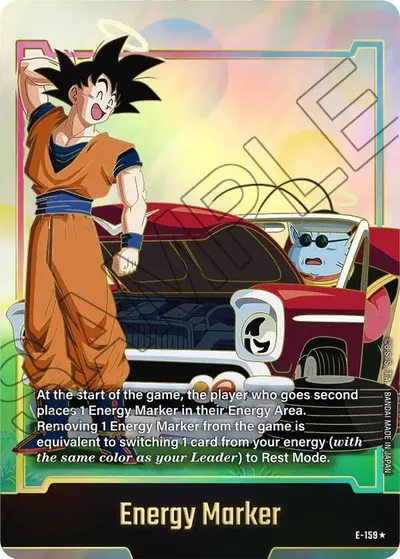 SAMPLE
At the start of the game, the player who goes second
places 1 Energy Marker in their Energy Area.
Removing 1 Energy Marker from the game is
equivalent to switching 1 card from your energy (with
the same color as your Leader) to Rest Mode.
BANDAI MADE IN JAPAN
Energy Marker
E-159★